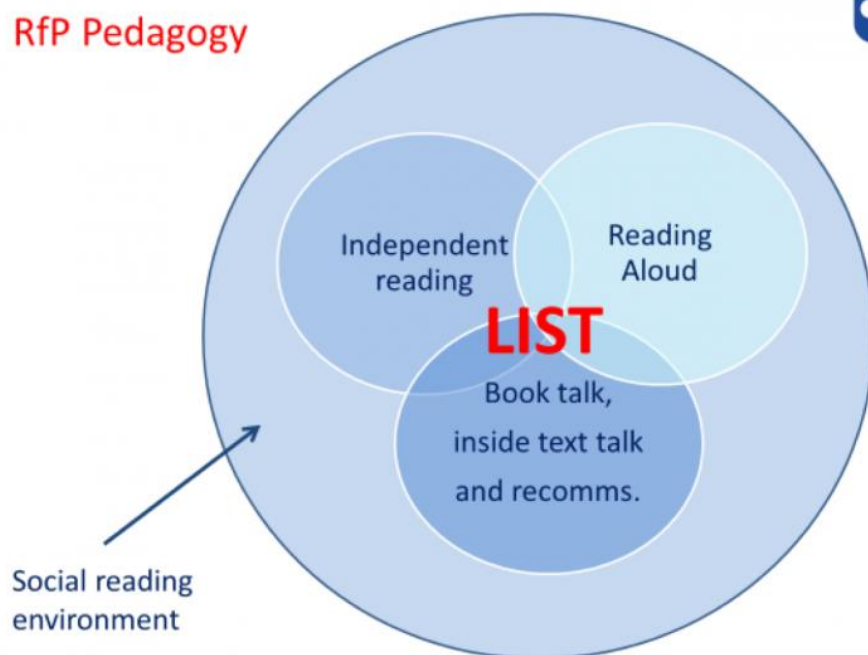 RfP Pedagogy
Independent
reading
Reading
Aloud
LIST
Book talk,
inside text talk
and recomms.
Social reading
environment